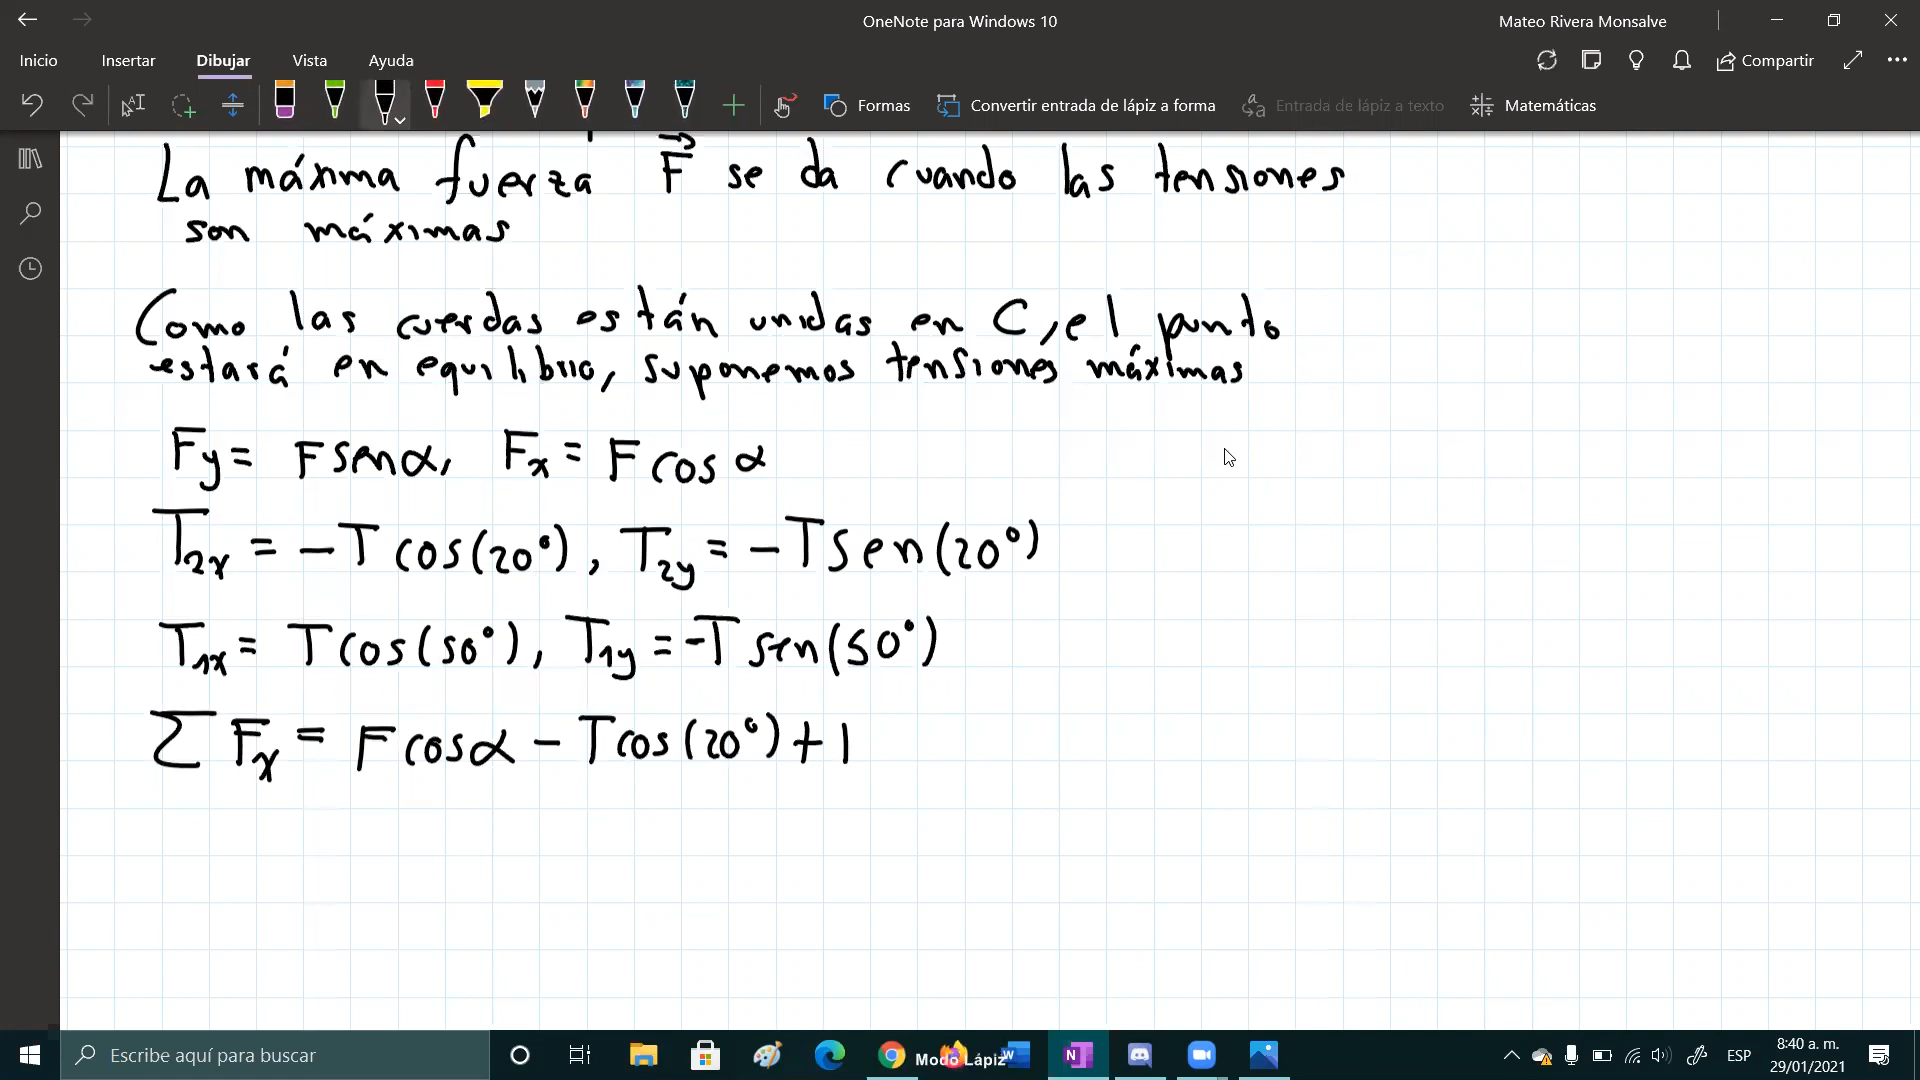 OneNote para Windows 10
Mateo Rivera Monsalve
Inicio
Insertar
Dibujar
Vista
Ayuda
Compartir
Formas
Convertir entrada de lápiz a forma
Entrada de lápiz a texto
Matemáticas
La máxima fuerza F⃗ se da cuando las tensiones
son máximas
Como las cuerdas están unidas en C, el punto
estará en equilibrio, suponemos tensiones máximas
Fy = F sen α, Fx = F cos α
T2x = -T cos(20°), T2y = -T sen(20°)
T1x = T cos(50°), T1y = -T sen(50°)
∑ Fx = F cos α - T cos(20°) + 1
Escribe aquí para buscar
Modo Lápiz
ESP
8:40 a. m.
29/01/2021